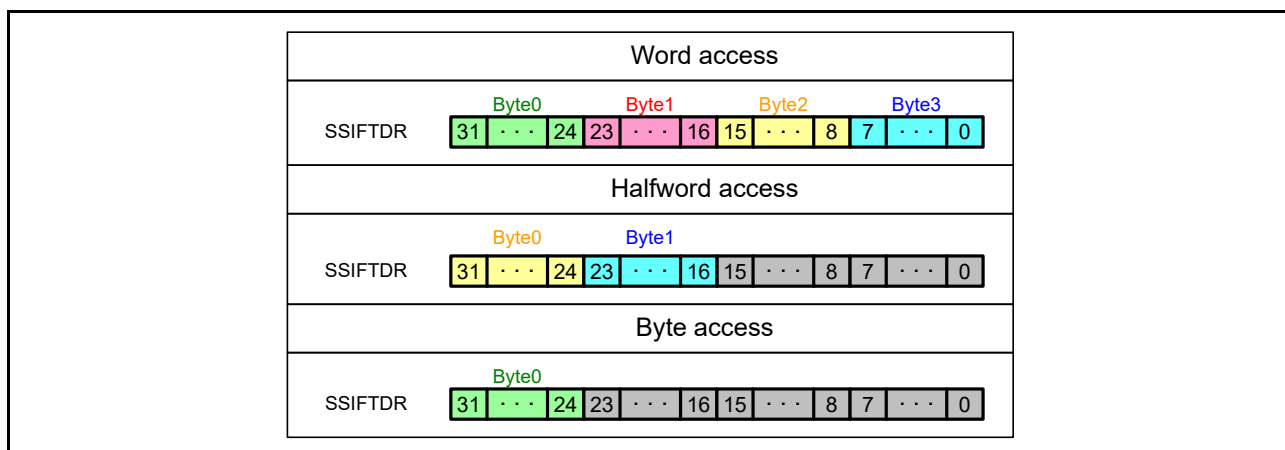 Word access
Byte0 Byte1 Byte2 Byte3
SSIFTDR 31 · · · 24 23 · · · 16 15 · · · 8 7 · · · 0
Halfword access
Byte0 Byte1
SSIFTDR 31 · · · 24 23 · · · 16 15 · · · 8 7 · · · 0
Byte access
Byte0
SSIFTDR 31 · · · 24 23 · · · 16 15 · · · 8 7 · · · 0